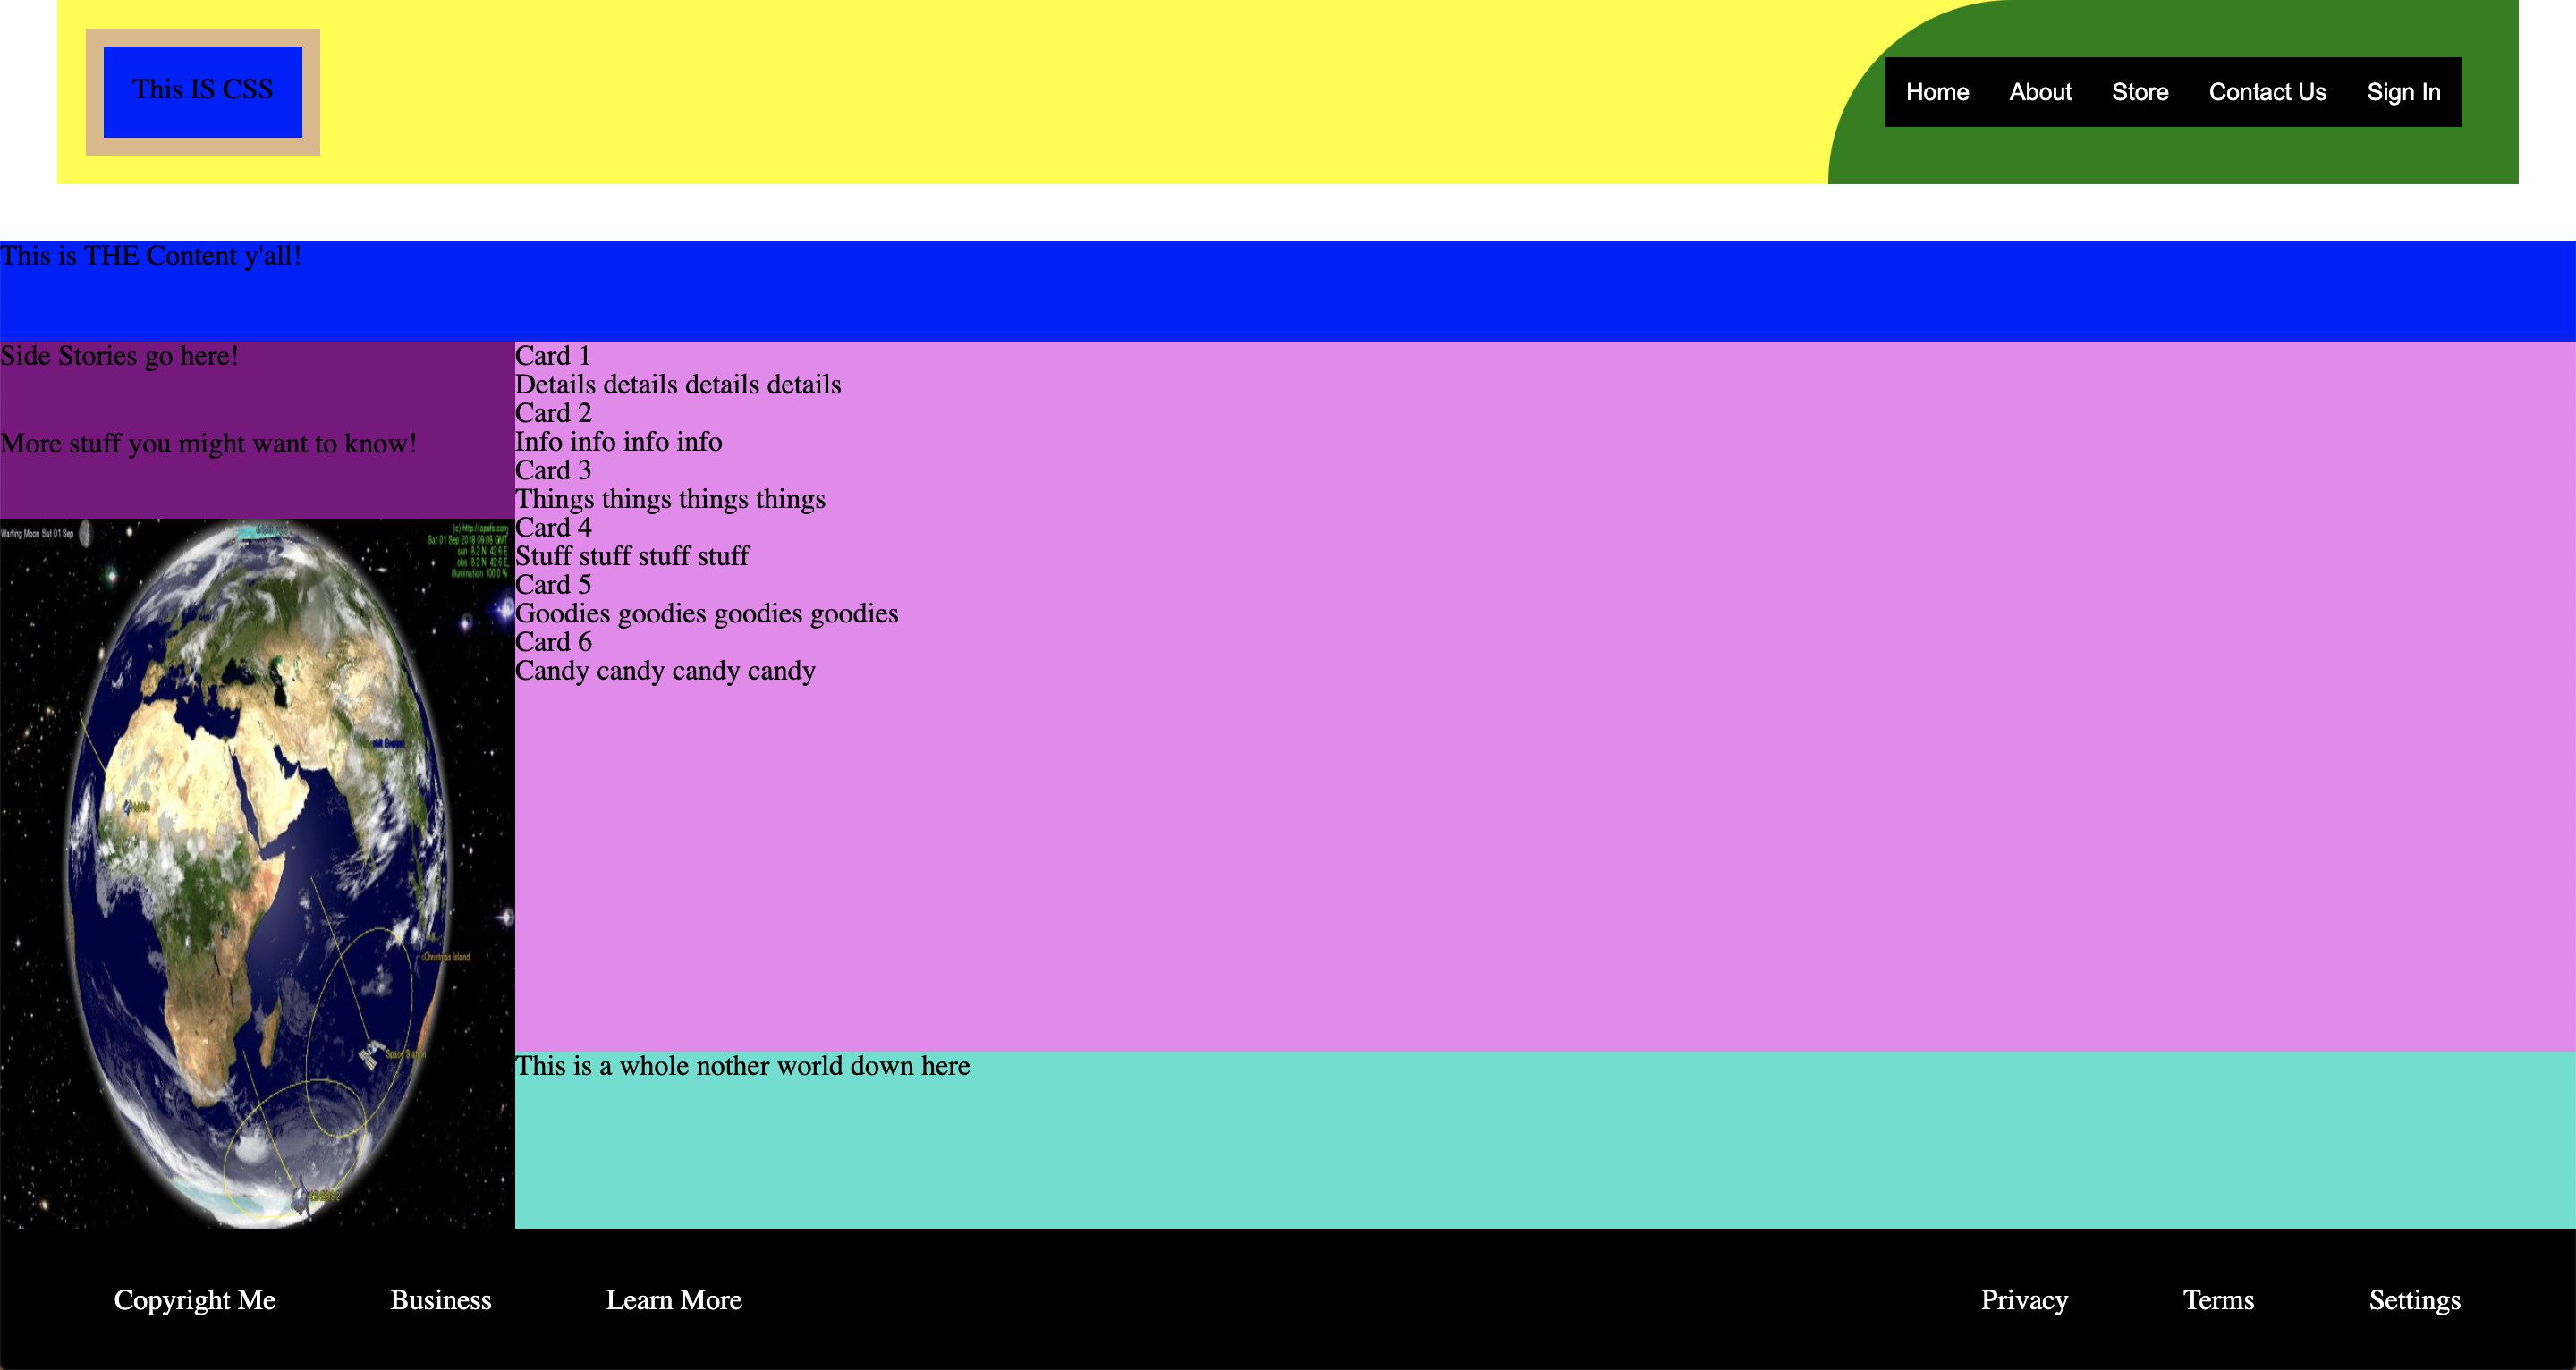 This IS CSS
Home About Store Contact Us Sign In
This is THE Content y'all!
Side Stories go here!
More stuff you might want to know!
Card 1
Details details details details
Card 2
Info info info info
Card 3
Things things things things
Card 4
Stuff stuff stuff stuff
Card 5
Goodies goodies goodies goodies
Card 6
Candy candy candy candy
Moon Sat 01 Sep
(c) http://opefs.com
Sat 01 Sep 2018 09:08 GMT
sun 8.2 N 42.6 E
obs 8.2 N 42.6 E
illumination 100.0 %
Mt Everest
Christmas Island
Space Station
This is a whole nother world down here
Copyright Me Business Learn More Privacy Terms Settings